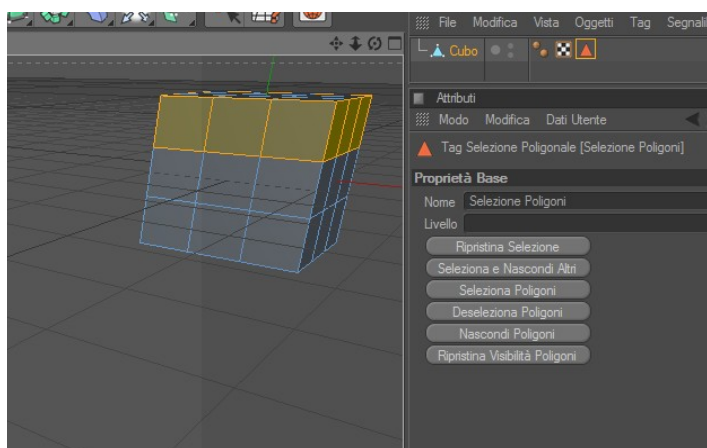 File Modifica Vista Oggetti Tag
Cubo
Attributi
Modo Modifica Dati Utente
Tag Selezione Poligonale [Selezione Poligoni]
Proprietà Base
Nome Selezione Poligoni
Livello
Ripristina Selezione
Seleziona e Nascondi Altri
Seleziona Poligoni
Deseleziona Poligoni
Nascondi Poligoni
Ripristina Visibilità Poligoni